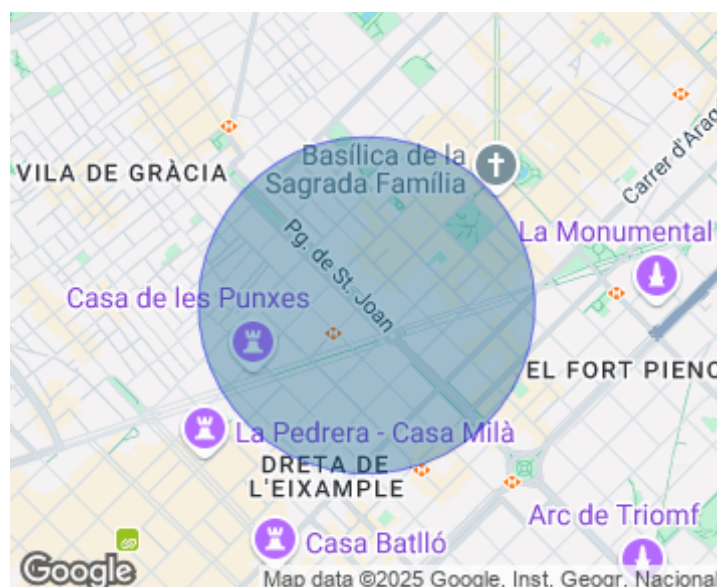 Basílica de la
Sagrada Família
VILA DE GRÀCIA
Carrer d'Arag
La Monumental
Pg. de St. Joan
Casa de les Punxes
EL FORT PIENC
La Pedrera - Casa Milà
DRETA DE
L'EIXAMPLE
Arc de Triomf
Casa Batlló
Google
Map data ©2025 Google, Inst. Geogr. Nacional